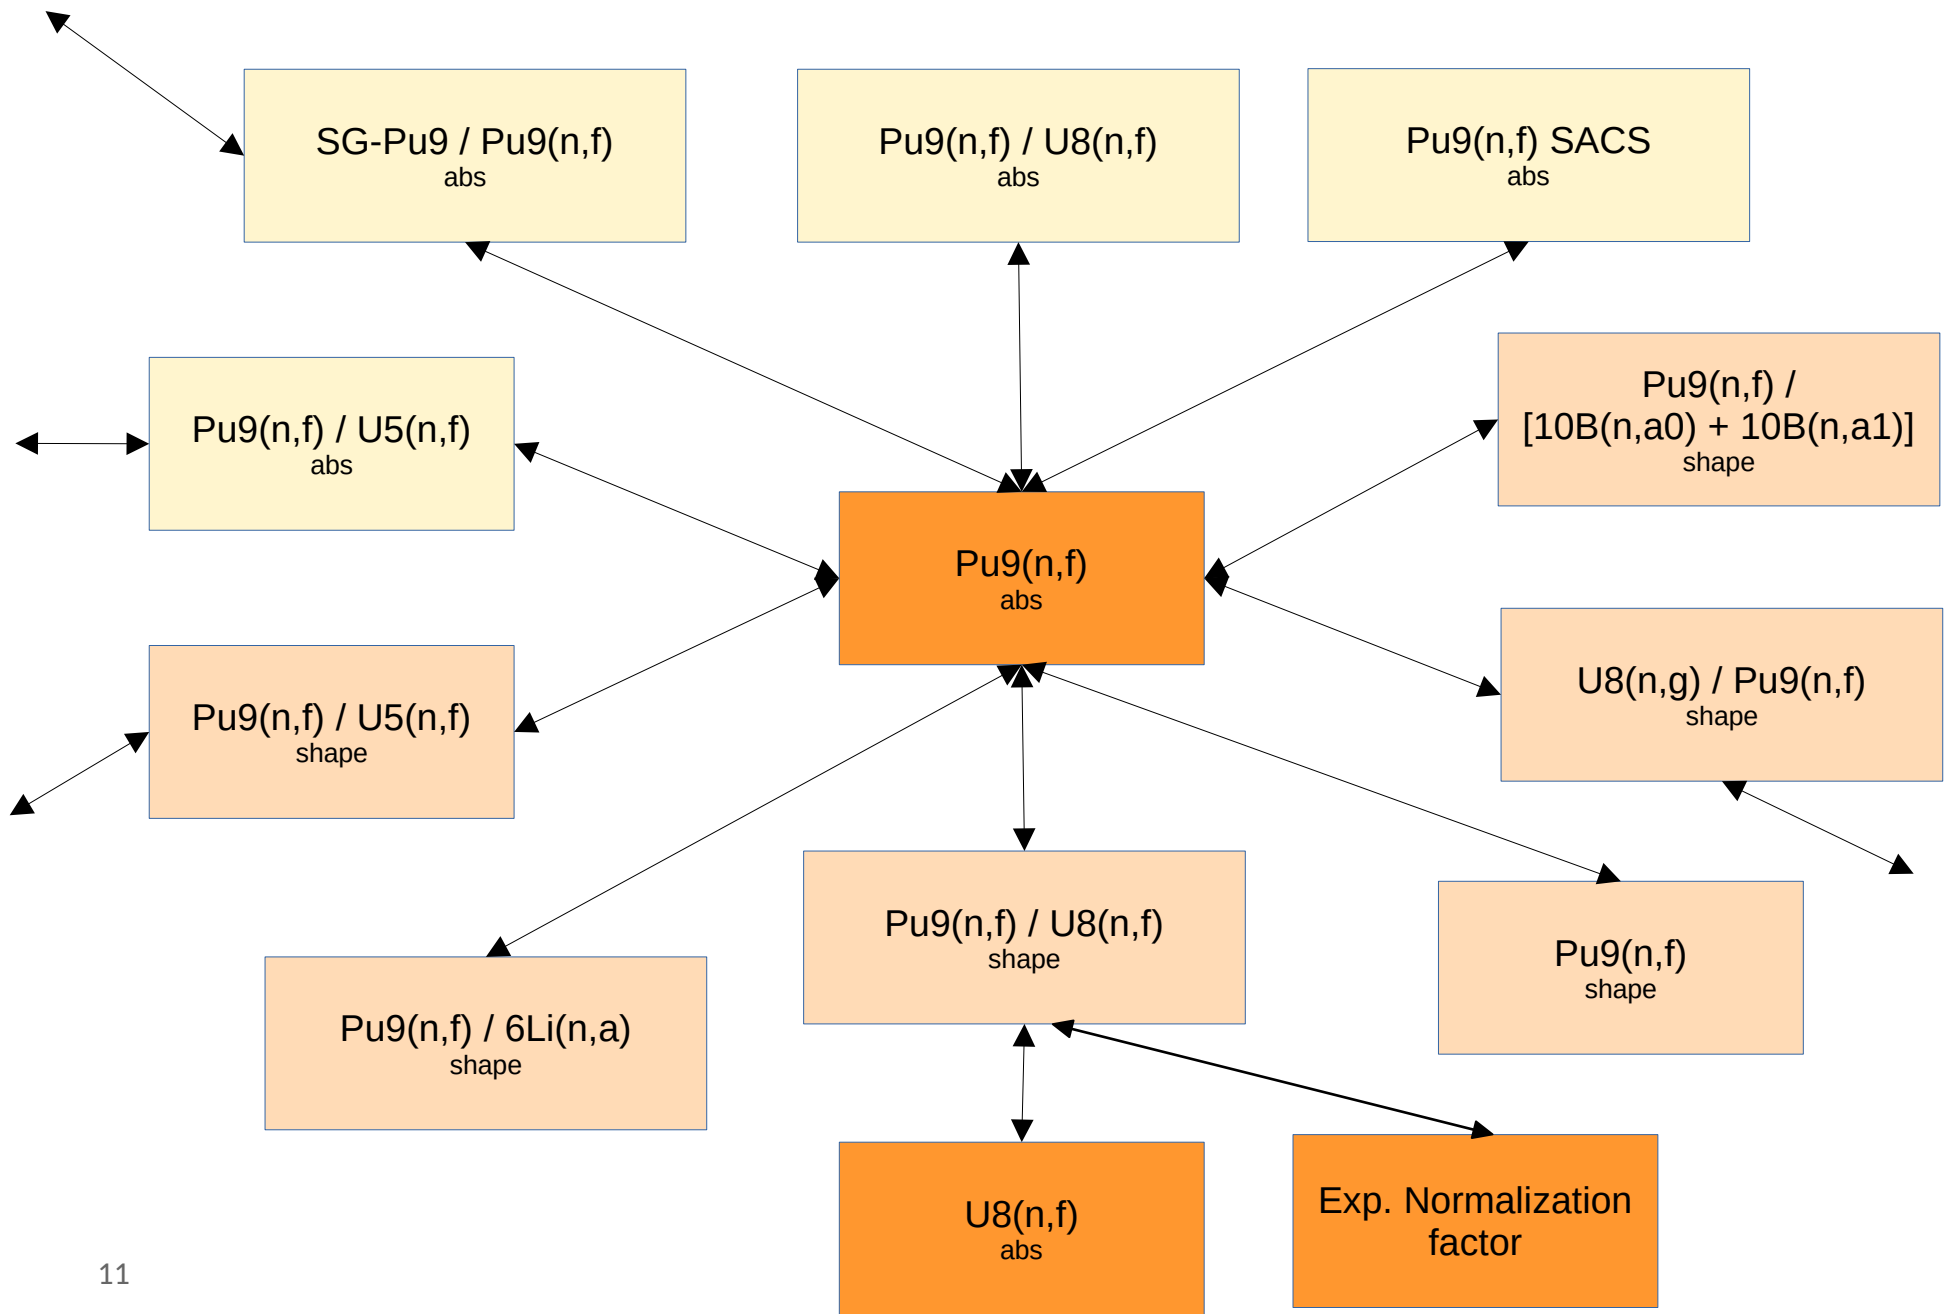 SG-Pu9 / Pu9(n,f)
abs
Pu9(n,f) / U8(n,f)
abs
Pu9(n,f) SACS
abs
Pu9(n,f) / U5(n,f)
abs
Pu9(n,f) /
[10B(n,a0) + 10B(n,a1)]
shape
Pu9(n,f)
abs
Pu9(n,f) / U5(n,f)
shape
U8(n,g) / Pu9(n,f)
shape
Pu9(n,f) / U8(n,f)
shape
Pu9(n,f)
shape
Pu9(n,f) / 6Li(n,a)
shape
U8(n,f)
abs
Exp. Normalization
factor
11